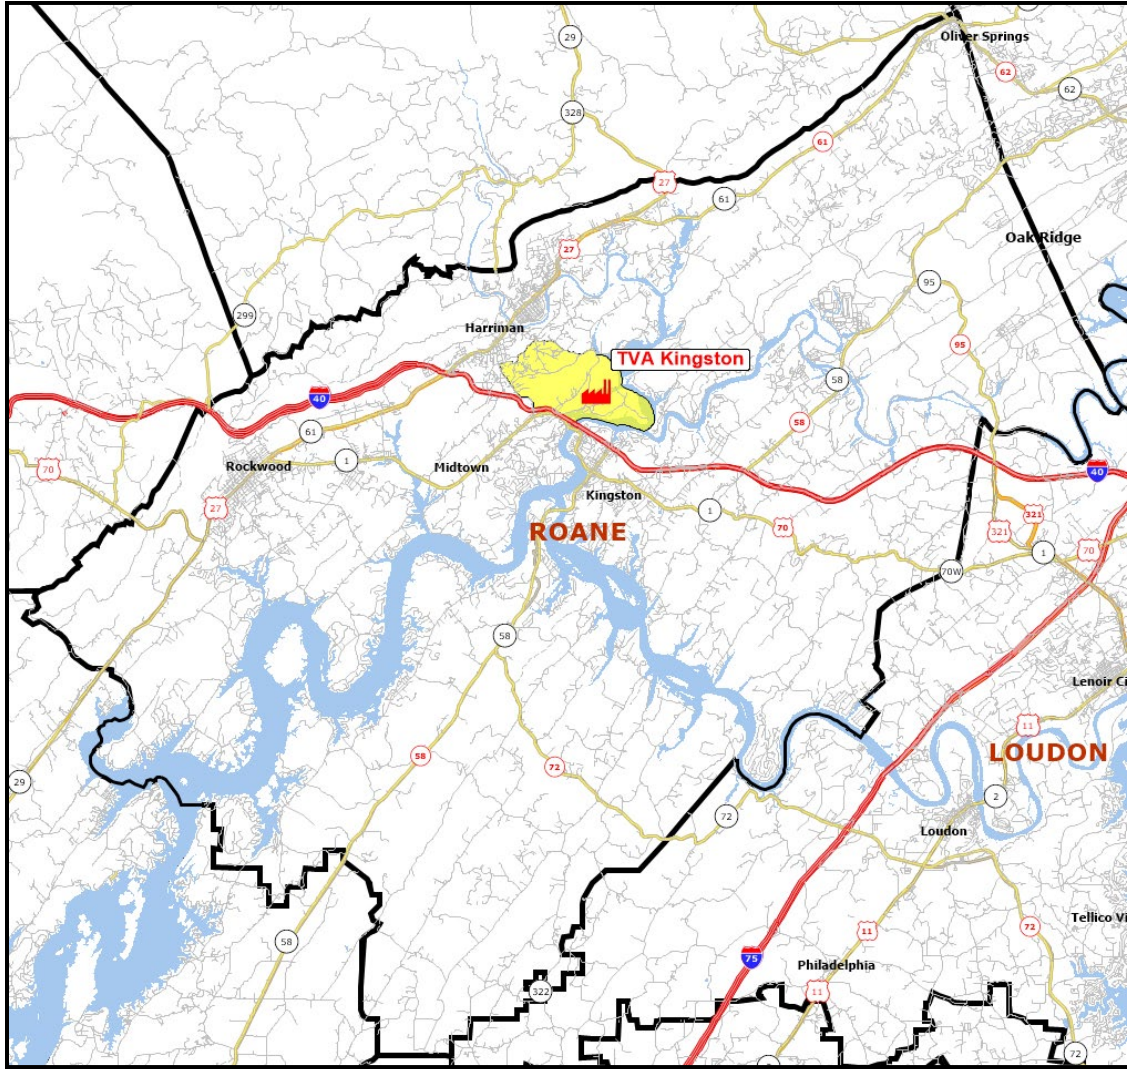 29
Oliver Springs
62
62
328
61
27
61
27
Oak Ridge
95
299
Harriman
95
TVA Kingston
58
40
58
61
70
Rockwood
1
Midtown
40
Kingston
27
1
321
70
321
ROANE
1
70
70W
58
Lenoir Ci
11
58
LOUDON
72
29
2
72
Loudon
Tellico Vi
11
72
58
75
Philadelphia
322
11
72